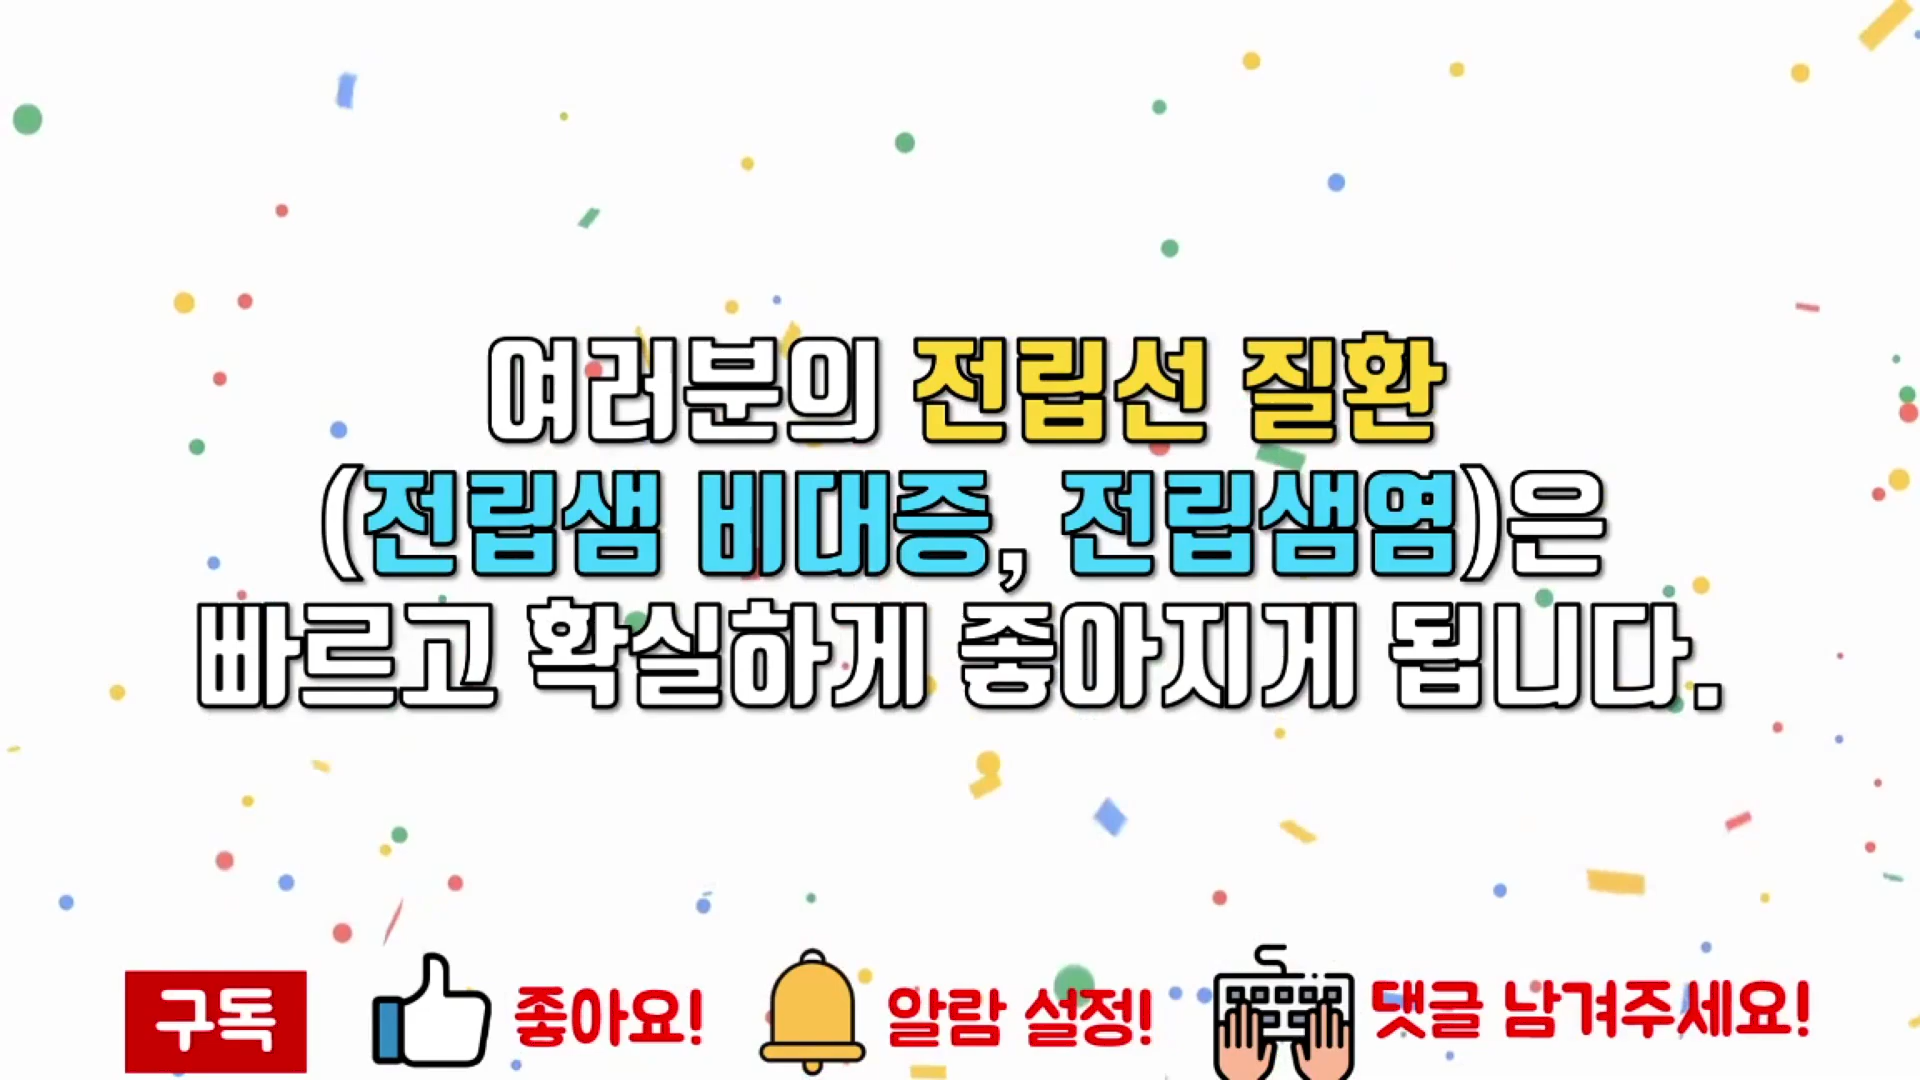 여러분의 전립선 질환
(전립샘 비대증, 전립샘염)은
빠르고 확실하게 좋아지게 됩니다.
구독 좋아요! 알람 설정! 댓글 남겨주세요!